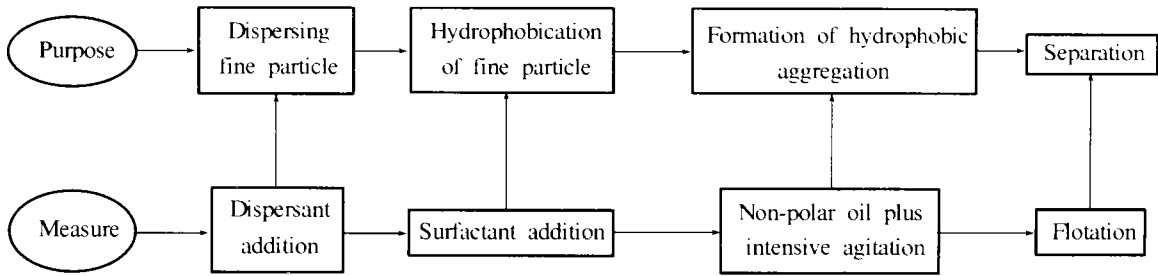 Purpose
Dispersing
fine particle
Hydrophobication
of fine particle
Formation of hydrophobic
aggregation
Separation
Measure
Dispersant
addition
Surfactant addition
Non-polar oil plus
intensive agitation
Flotation